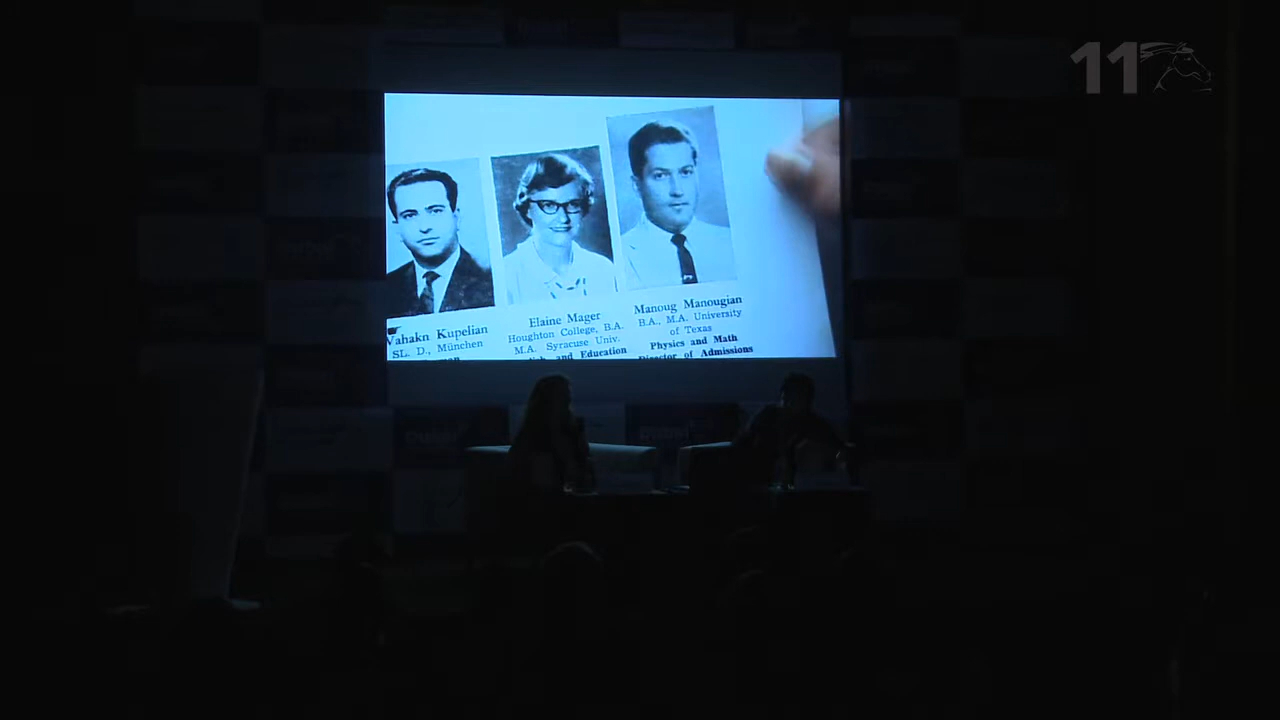 11
Vahakn Kupelian
SL. D., München
Elaine Mager
Houghton College, B.A.
M.A. Syracuse Univ.
and Education
Manoug Manougian
B.A., M.A. University
of Texas
Physics and Math
Director of Admissions